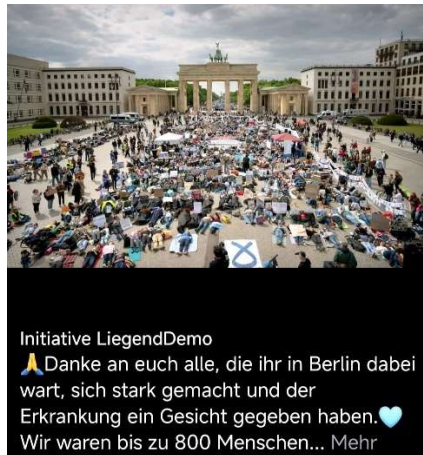 Initiative LiegendDemo
🙏Danke an euch alle, die ihr in Berlin dabei
wart, sich stark gemacht und der
Erkrankung ein Gesicht gegeben haben.🩵
Wir waren bis zu 800 Menschen... Mehr